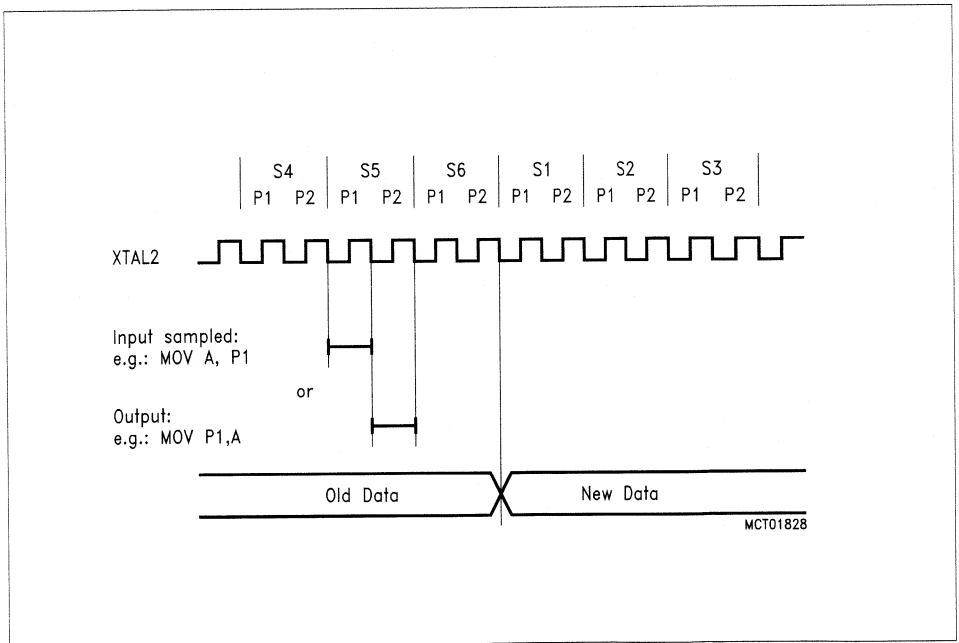 S4 S5 S6 S1 S2 S3
P1 P2 P1 P2 P1 P2 P1 P2 P1 P2 P1 P2
XTAL2
Input sampled:
e.g.: MOV A, P1
or
Output:
e.g.: MOV P1,A
Old Data New Data
MCT01828